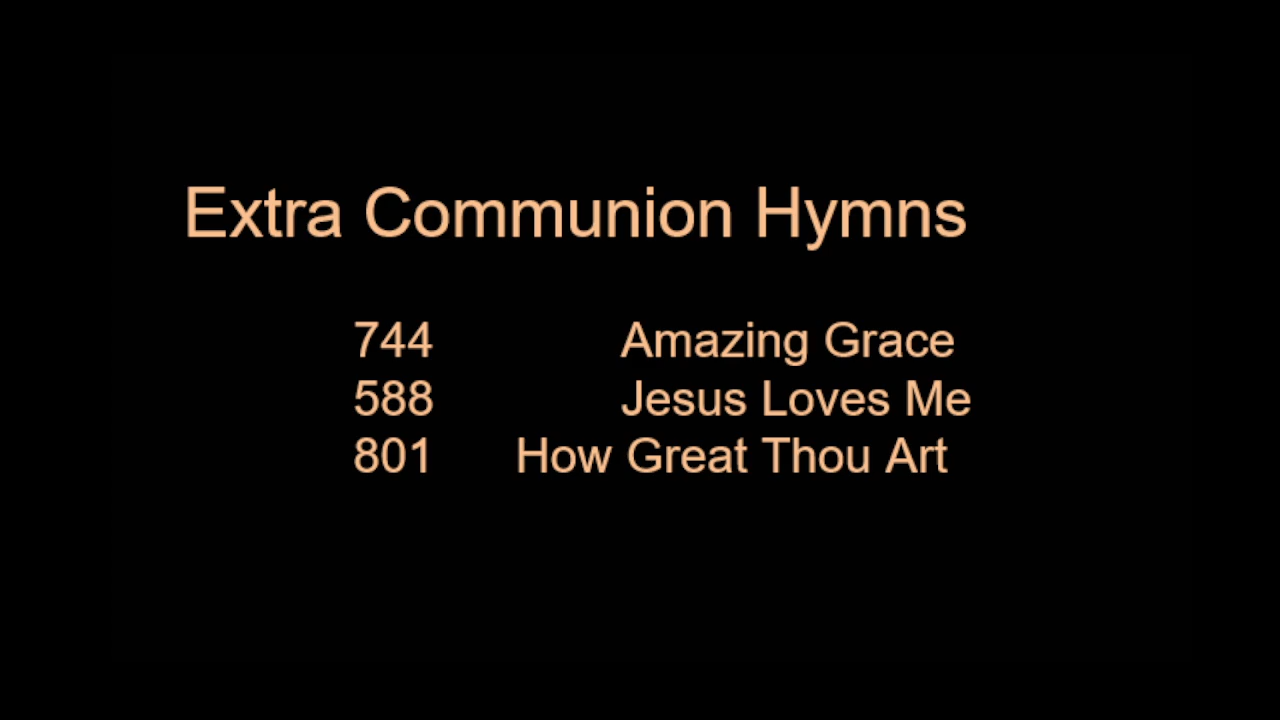 Extra Communion Hymns
744 Amazing Grace
588 Jesus Loves Me
801 How Great Thou Art